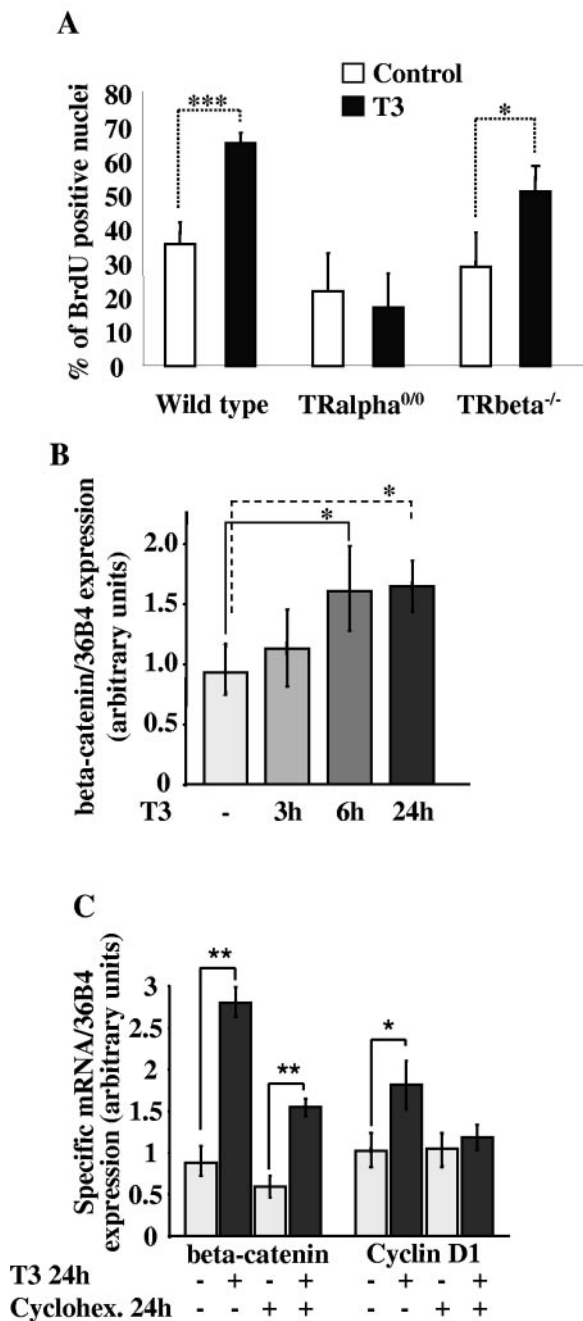 A
Control
T3
% of BrdU positive nuclei
80
70
60
50
40
30
20
10
0
***
*
Wild type TRalpha0/0 TRbeta-/-
B
beta-catenin/36B4 expression
(arbitrary units)
2.0
1.5
1.0
0.5
0
*
*
T3 - 3h 6h 24h
C
Specific mRNA/36B4
expression (arbitrary units)
3
2.5
2
1.5
1
0.5
0
**
**
*
beta-catenin Cyclin D1
T3 24h - + - + - + - +
Cyclohex. 24h - - + + - - + +